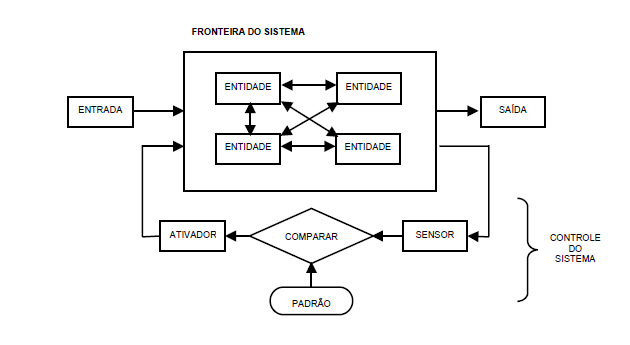 FRONTEIRA DO SISTEMA
ENTIDADE
ENTIDADE
ENTRADA
SAÍDA
ENTIDADE
ENTIDADE
ATIVADOR
COMPARAR
SENSOR
CONTROLE
DO
SISTEMA
PADRÃO